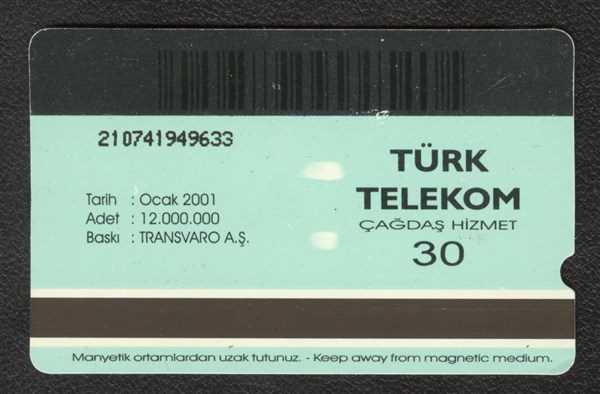 210741949633
TÜRK
TELEKOM
ÇAĞDAŞ HİZMET
30
Tarih : Ocak 2001
Adet : 12.000.000
Baskı : TRANSVARO A.Ş.
Manyetik ortamlardan uzak tutunuz. - Keep away from magnetic medium.